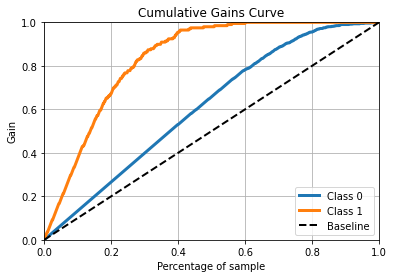 Cumulative Gains Curve
Gain
1.0
0.8
0.6
0.4
0.2
0.0
0.0 0.2 0.4 0.6 0.8 1.0
Percentage of sample
Class 0
Class 1
Baseline